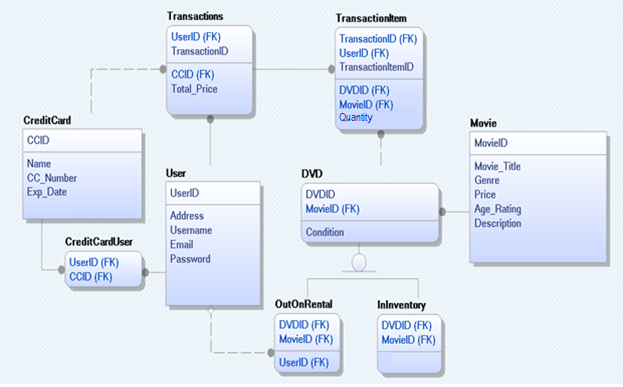 Transactions
UserID (FK)
TransactionID
CCID (FK)
Total_Price
TransactionItem
TransactionID (FK)
UserID (FK)
TransactionItemID
DVDID (FK)
MovieID (FK)
Quantity
CreditCard
CCID
Name
CC_Number
Exp_Date
User
UserID
Address
Username
Email
Password
DVD
DVDID
MovieID (FK)
Condition
Movie
MovieID
Movie_Title
Genre
Price
Age_Rating
Description
CreditCardUser
UserID (FK)
CCID (FK)
OutOnRental
DVDID (FK)
MovieID (FK)
UserID (FK)
InInventory
DVDID (FK)
MovieID (FK)